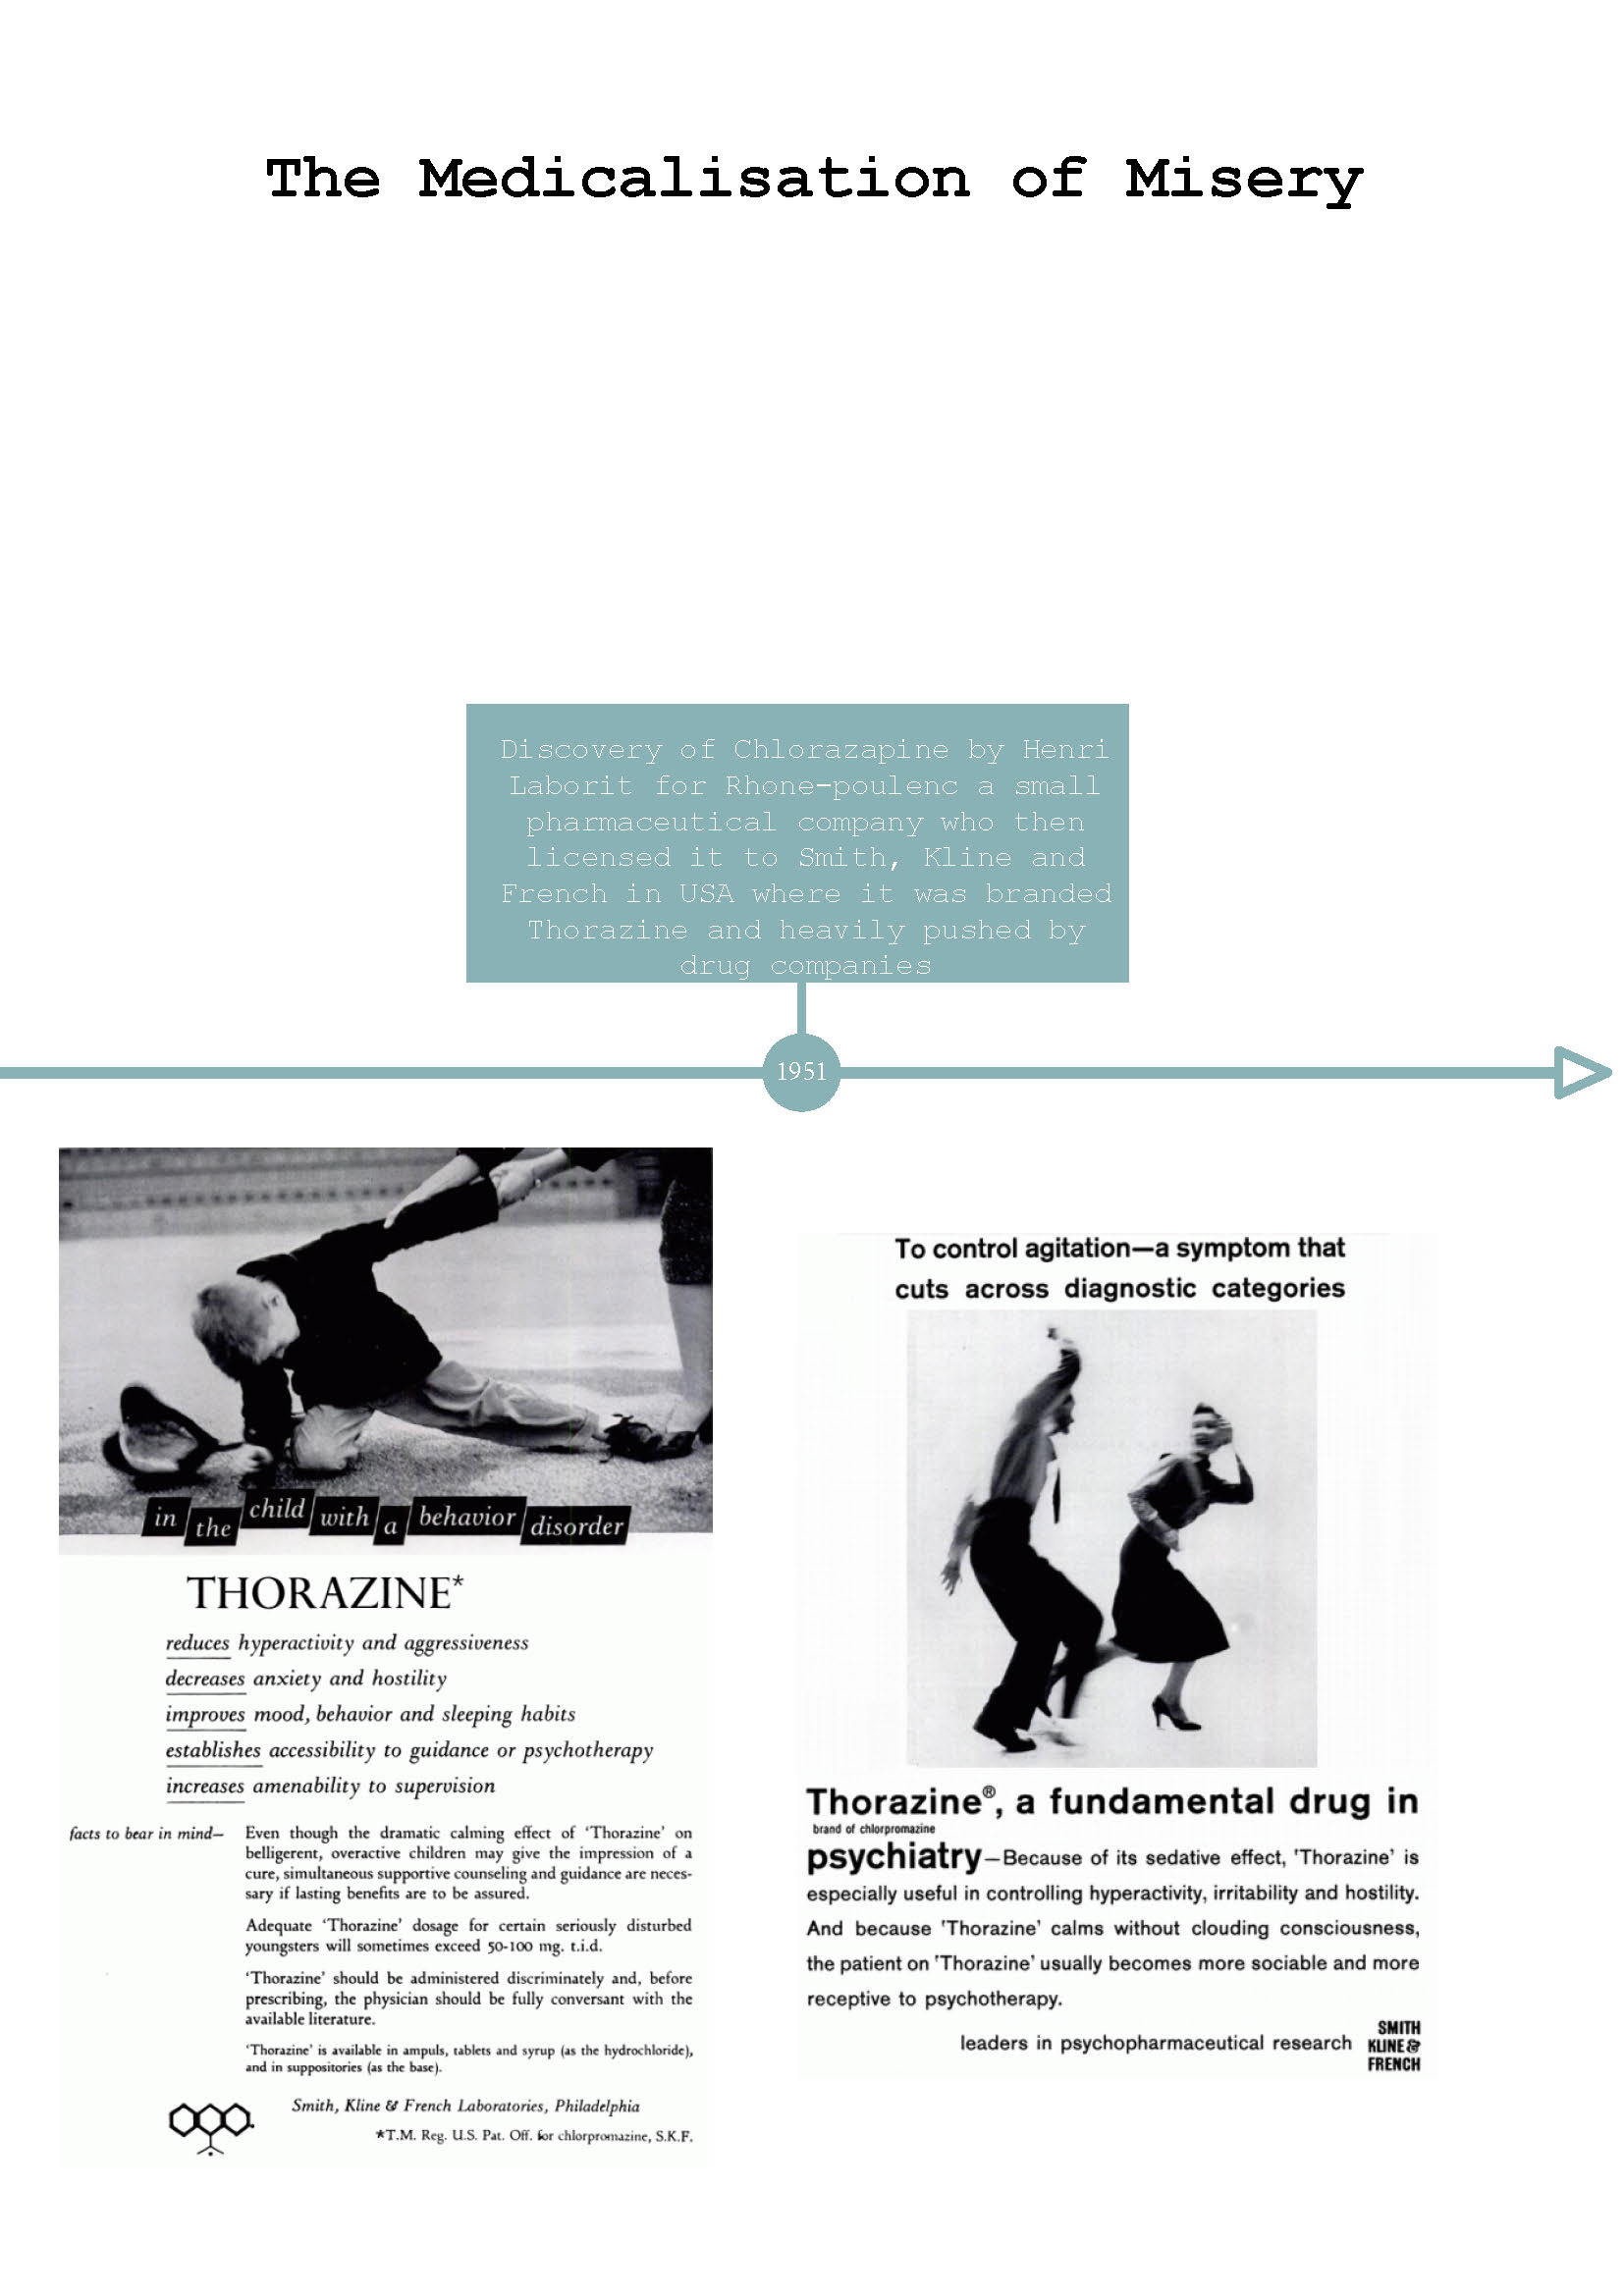 The Medicalisation of Misery
Discovery of Chlorazapine by Henri
Laborit for Rhone-poulenc a small
pharmaceutical company who then
licensed it to Smith, Kline and
French in USA where it was branded
Thorazine and heavily pushed by
drug companies
1951
in the child with a behavior disorder
THORAZINE*
reduces hyperactivity and aggressiveness
decreases anxiety and hostility
improves mood, behavior and sleeping habits
establishes accessibility to guidance or psychotherapy
increases amenability to supervision
facts to bear in mind— Even though the dramatic calming effect of 'Thorazine' on
belligerent, overactive children may give the impression of a
cure, simultaneous supportive counseling and guidance are neces-
sary if lasting benefits are to be assured.
Adequate 'Thorazine' dosage for certain seriously disturbed
youngsters will sometimes exceed 50-100 mg. t.i.d.
'Thorazine' should be administered discriminately and, before
prescribing, the physician should be fully conversant with the
available literature.
'Thorazine' is available in ampuls, tablets and syrup (as the hydrochloride),
and in suppositories (as the base).
Smith, Kline & French Laboratories, Philadelphia
*T.M. Reg. U.S. Pat. Off. for chlorpromazine, S.K.F.
To control agitation—a symptom that
cuts across diagnostic categories
Thorazine®, a fundamental drug in
brand of chlorpromazine
psychiatry—Because of its sedative effect, 'Thorazine' is
especially useful in controlling hyperactivity, irritability and hostility.
And because 'Thorazine' calms without clouding consciousness,
the patient on 'Thorazine' usually becomes more sociable and more
receptive to psychotherapy.
leaders in psychopharmaceutical research
SMITH
KLINE &
FRENCH